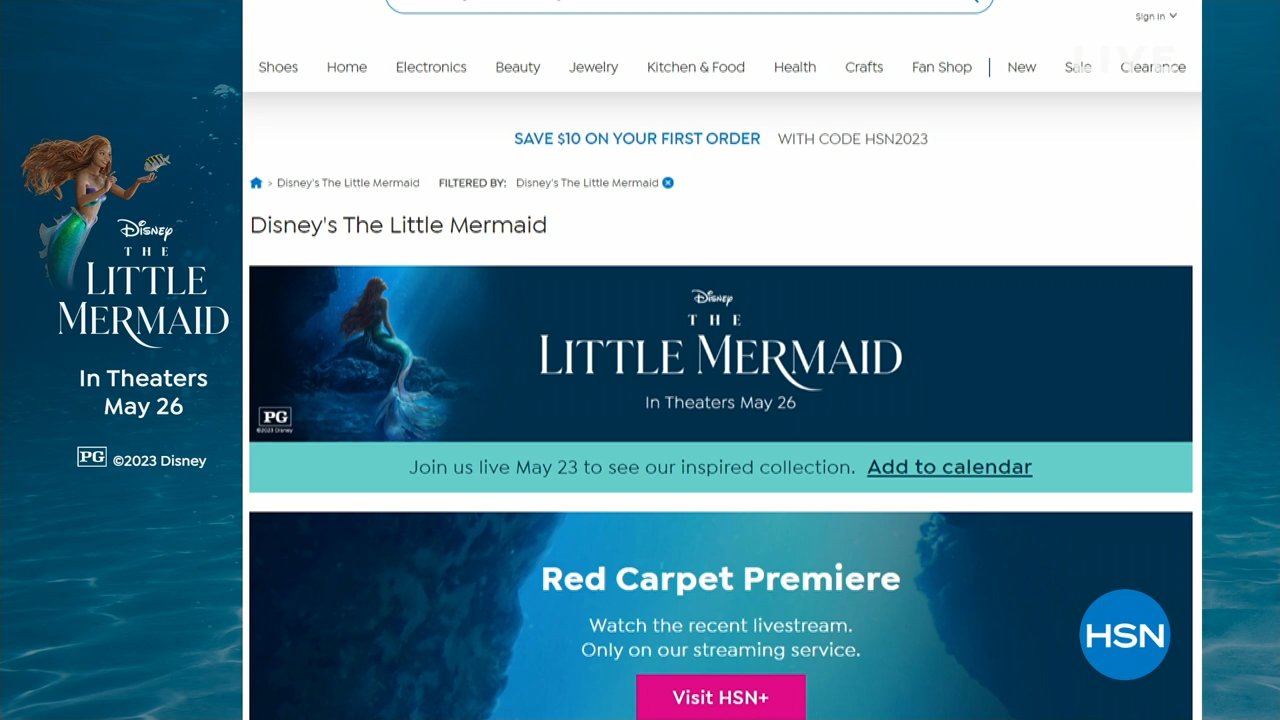 Sign In
LIVE
Shoes Home Electronics Beauty Jewelry Kitchen & Food Health Crafts Fan Shop New Sale Clearance
SAVE $10 ON YOUR FIRST ORDER WITH CODE HSN2023
> Disney's The Little Mermaid FILTERED BY: Disney's The Little Mermaid
Disney's The Little Mermaid
Disney
THE
LITTLE
MERMAID
In Theaters
May 26
PG ©2023 Disney
Disney
THE
LITTLE MERMAID
In Theaters May 26
PG
©2023 Disney
Join us live May 23 to see our inspired collection. Add to calendar
Red Carpet Premiere
Watch the recent livestream.
Only on our streaming service.
Visit HSN+
HSN